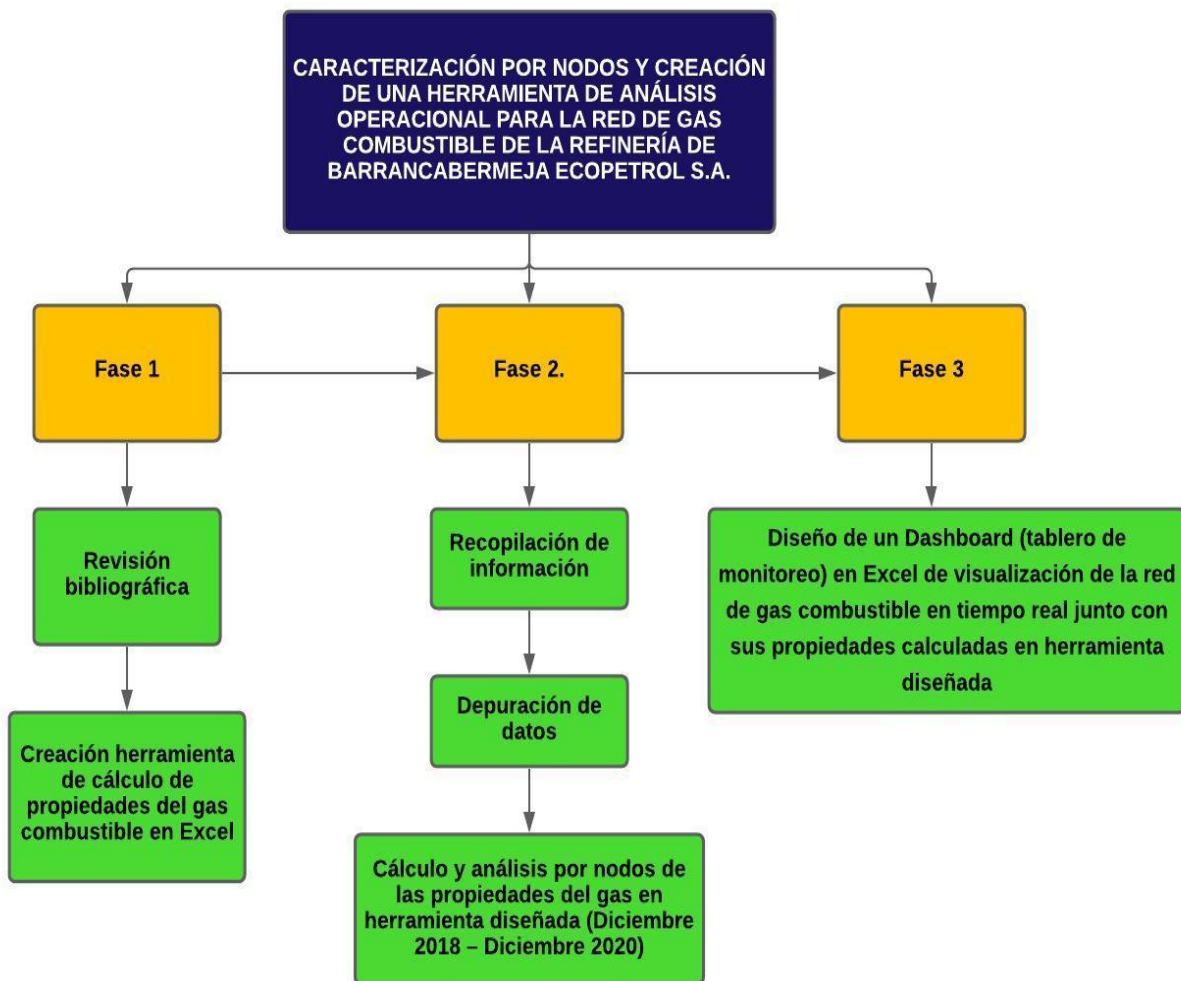 CARACTERIZACIÓN POR NODOS Y CREACIÓN
DE UNA HERRAMIENTA DE ANÁLISIS
OPERACIONAL PARA LA RED DE GAS
COMBUSTIBLE DE LA REFINERÍA DE
BARRANCABERMEJA ECOPETROL S.A.
Fase 1
Fase 2.
Fase 3
Revisión
bibliográfica
Creación herramienta
de cálculo de
propiedades del gas
combustible en Excel
Recopilación de
información
Depuración de
datos
Cálculo y análisis por nodos de
las propiedades del gas en
herramienta diseñada (Diciembre
2018 – Diciembre 2020)
Diseño de un Dashboard (tablero de
monitoreo) en Excel de visualización de la red
de gas combustible en tiempo real junto con
sus propiedades calculadas en herramienta
diseñada